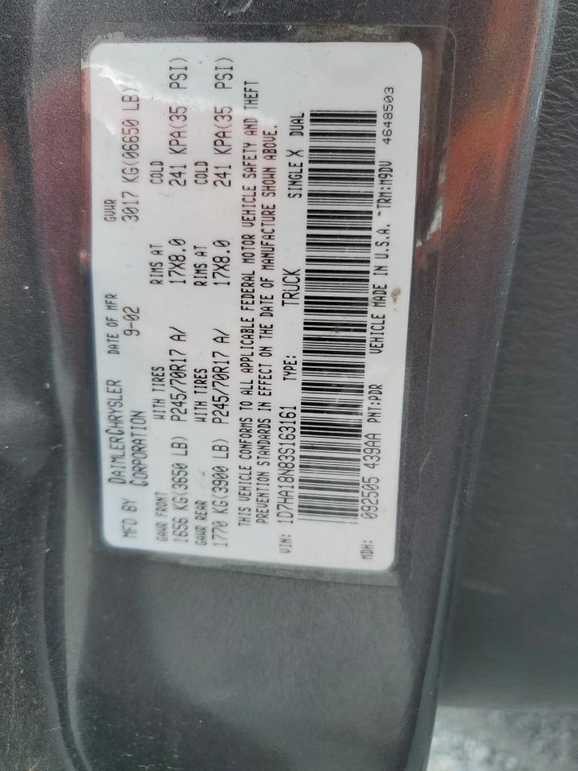 MFD BY DAIMLERCHRYSLER CORPORATION DATE OF MFR 9-02 GVWR 3017 KG(06650 LB)
GAWR FRONT WITH TIRES RIMS AT COLD
1656 KG(3650 LB) P245/70R17 A/ 17X8.0 241 KPA(35 PSI)
GAWR REAR WITH TIRES RIMS AT COLD
1770 KG(3900 LB) P245/70R17 A/ 17X8.0 241 KPA(35 PSI)
THIS VEHICLE CONFORMS TO ALL APPLICABLE FEDERAL MOTOR VEHICLE SAFETY AND THEFT
PREVENTION STANDARDS IN EFFECT ON THE DATE OF MANUFACTURE SHOWN ABOVE.
VIN: 1D7HA18N83S163161 TYPE: TRUCK SINGLE X DUAL
MDH: 092505 439AA PNT:PDR VEHICLE MADE IN U.S.A. TRM:M9DV 4648503